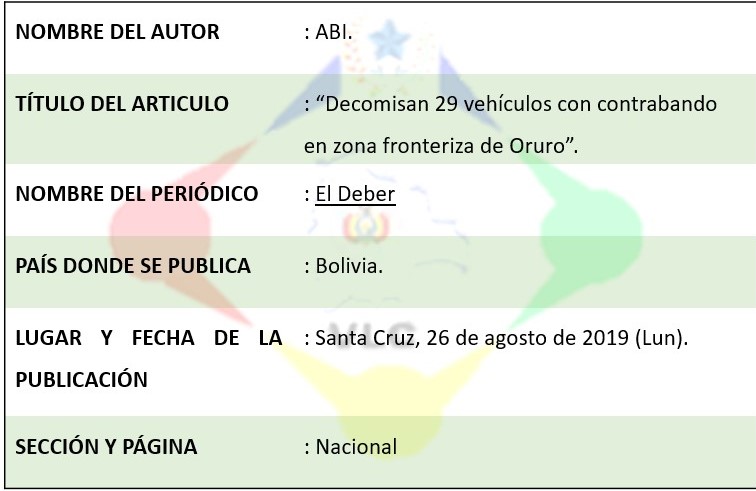 NOMBRE DEL AUTOR : ABI.
TÍTULO DEL ARTICULO : “Decomisan 29 vehículos con contrabando
en zona fronteriza de Oruro”.
NOMBRE DEL PERIÓDICO : El Deber
PAÍS DONDE SE PUBLICA : Bolivia.
LUGAR Y FECHA DE LA : Santa Cruz, 26 de agosto de 2019 (Lun).
PUBLICACIÓN
VLC
SECCIÓN Y PÁGINA : Nacional